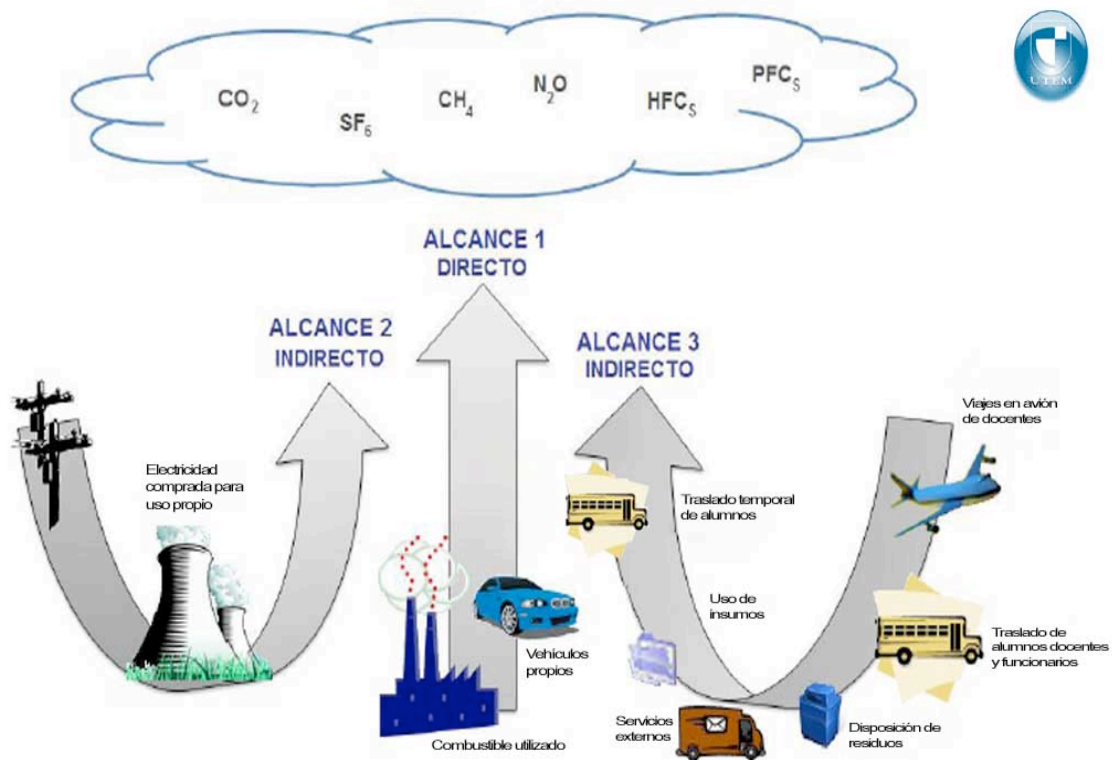 UTEM
CO₂
SF₆
CH₄
N₂O
HFCS
PFCS
ALCANCE 1
DIRECTO
ALCANCE 2
INDIRECTO
ALCANCE 3
INDIRECTO
Electricidad
comprada para
uso propio
Combustible utilizado
Vehículos
propios
Traslado temporal
de alumnos
Uso de
insumos
Servicios
externos
Disposición de
residuos
Traslado de
alumnos docentes
y funcionarios
Viajes en avión
de docentes